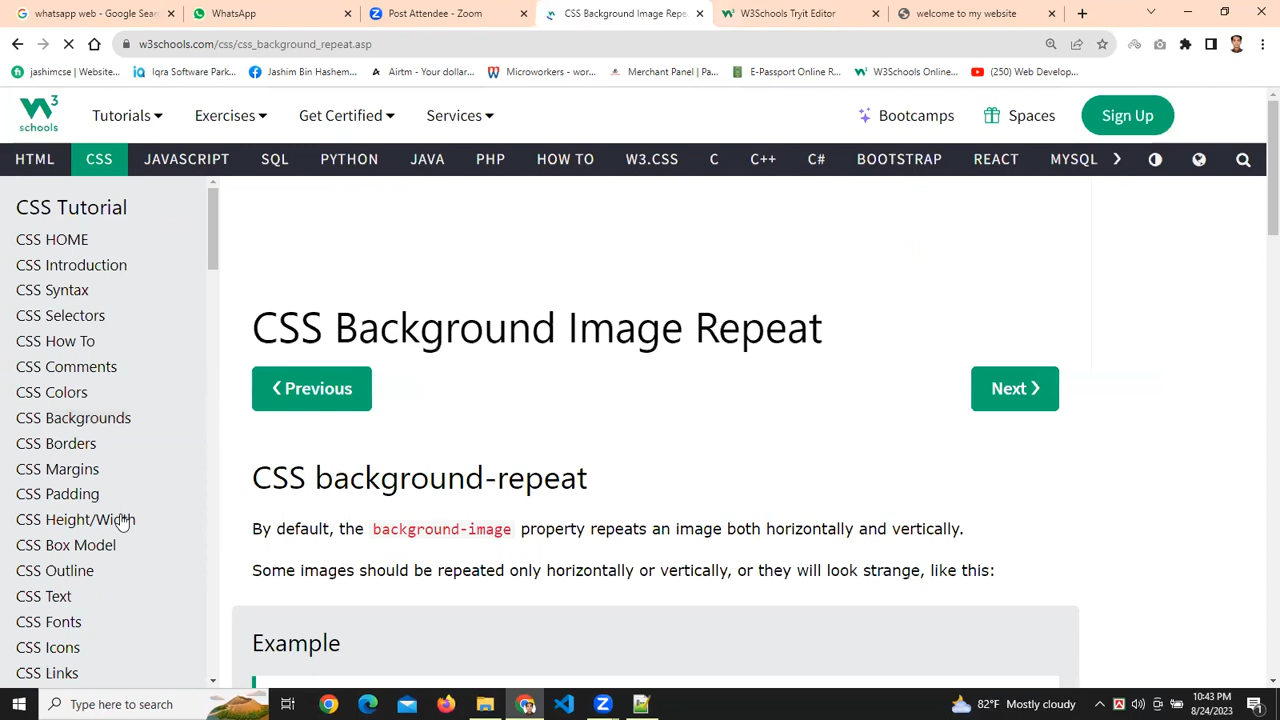 whatsapp web - Google Sear
WhatsApp
Post Attendee - Zoom
CSS Background Image Repe
W3Schools Tryit Editor
welcome to my website
w3schools.com/css/css_background_repeat.asp
jashimcse | Website...
Iqra Software Park...
Jashim Bin Hashem...
Airtm - Your dollar...
Microworkers - wor...
Merchant Panel | Pa...
E-Passport Online R...
W3Schools Online...
(250) Web Develop...
W3 schools
Tutorials
Exercises
Get Certified
Services
Bootcamps
Spaces
Sign Up
HTML CSS JAVASCRIPT SQL PYTHON JAVA PHP HOW TO W3.CSS C C++ C# BOOTSTRAP REACT MYSQL
CSS Tutorial
CSS HOME
CSS Introduction
CSS Syntax
CSS Selectors
CSS How To
CSS Comments
CSS Colors
CSS Backgrounds
CSS Borders
CSS Margins
CSS Padding
CSS Height/Width
CSS Box Model
CSS Outline
CSS Text
CSS Fonts
CSS Icons
CSS Links
CSS Background Image Repeat
❮ Previous
Next ❯
CSS background-repeat
By default, the background-image property repeats an image both horizontally and vertically.
Some images should be repeated only horizontally or vertically, or they will look strange, like this:
Example
Type here to search
82°F Mostly cloudy
10:43 PM
8/24/2023